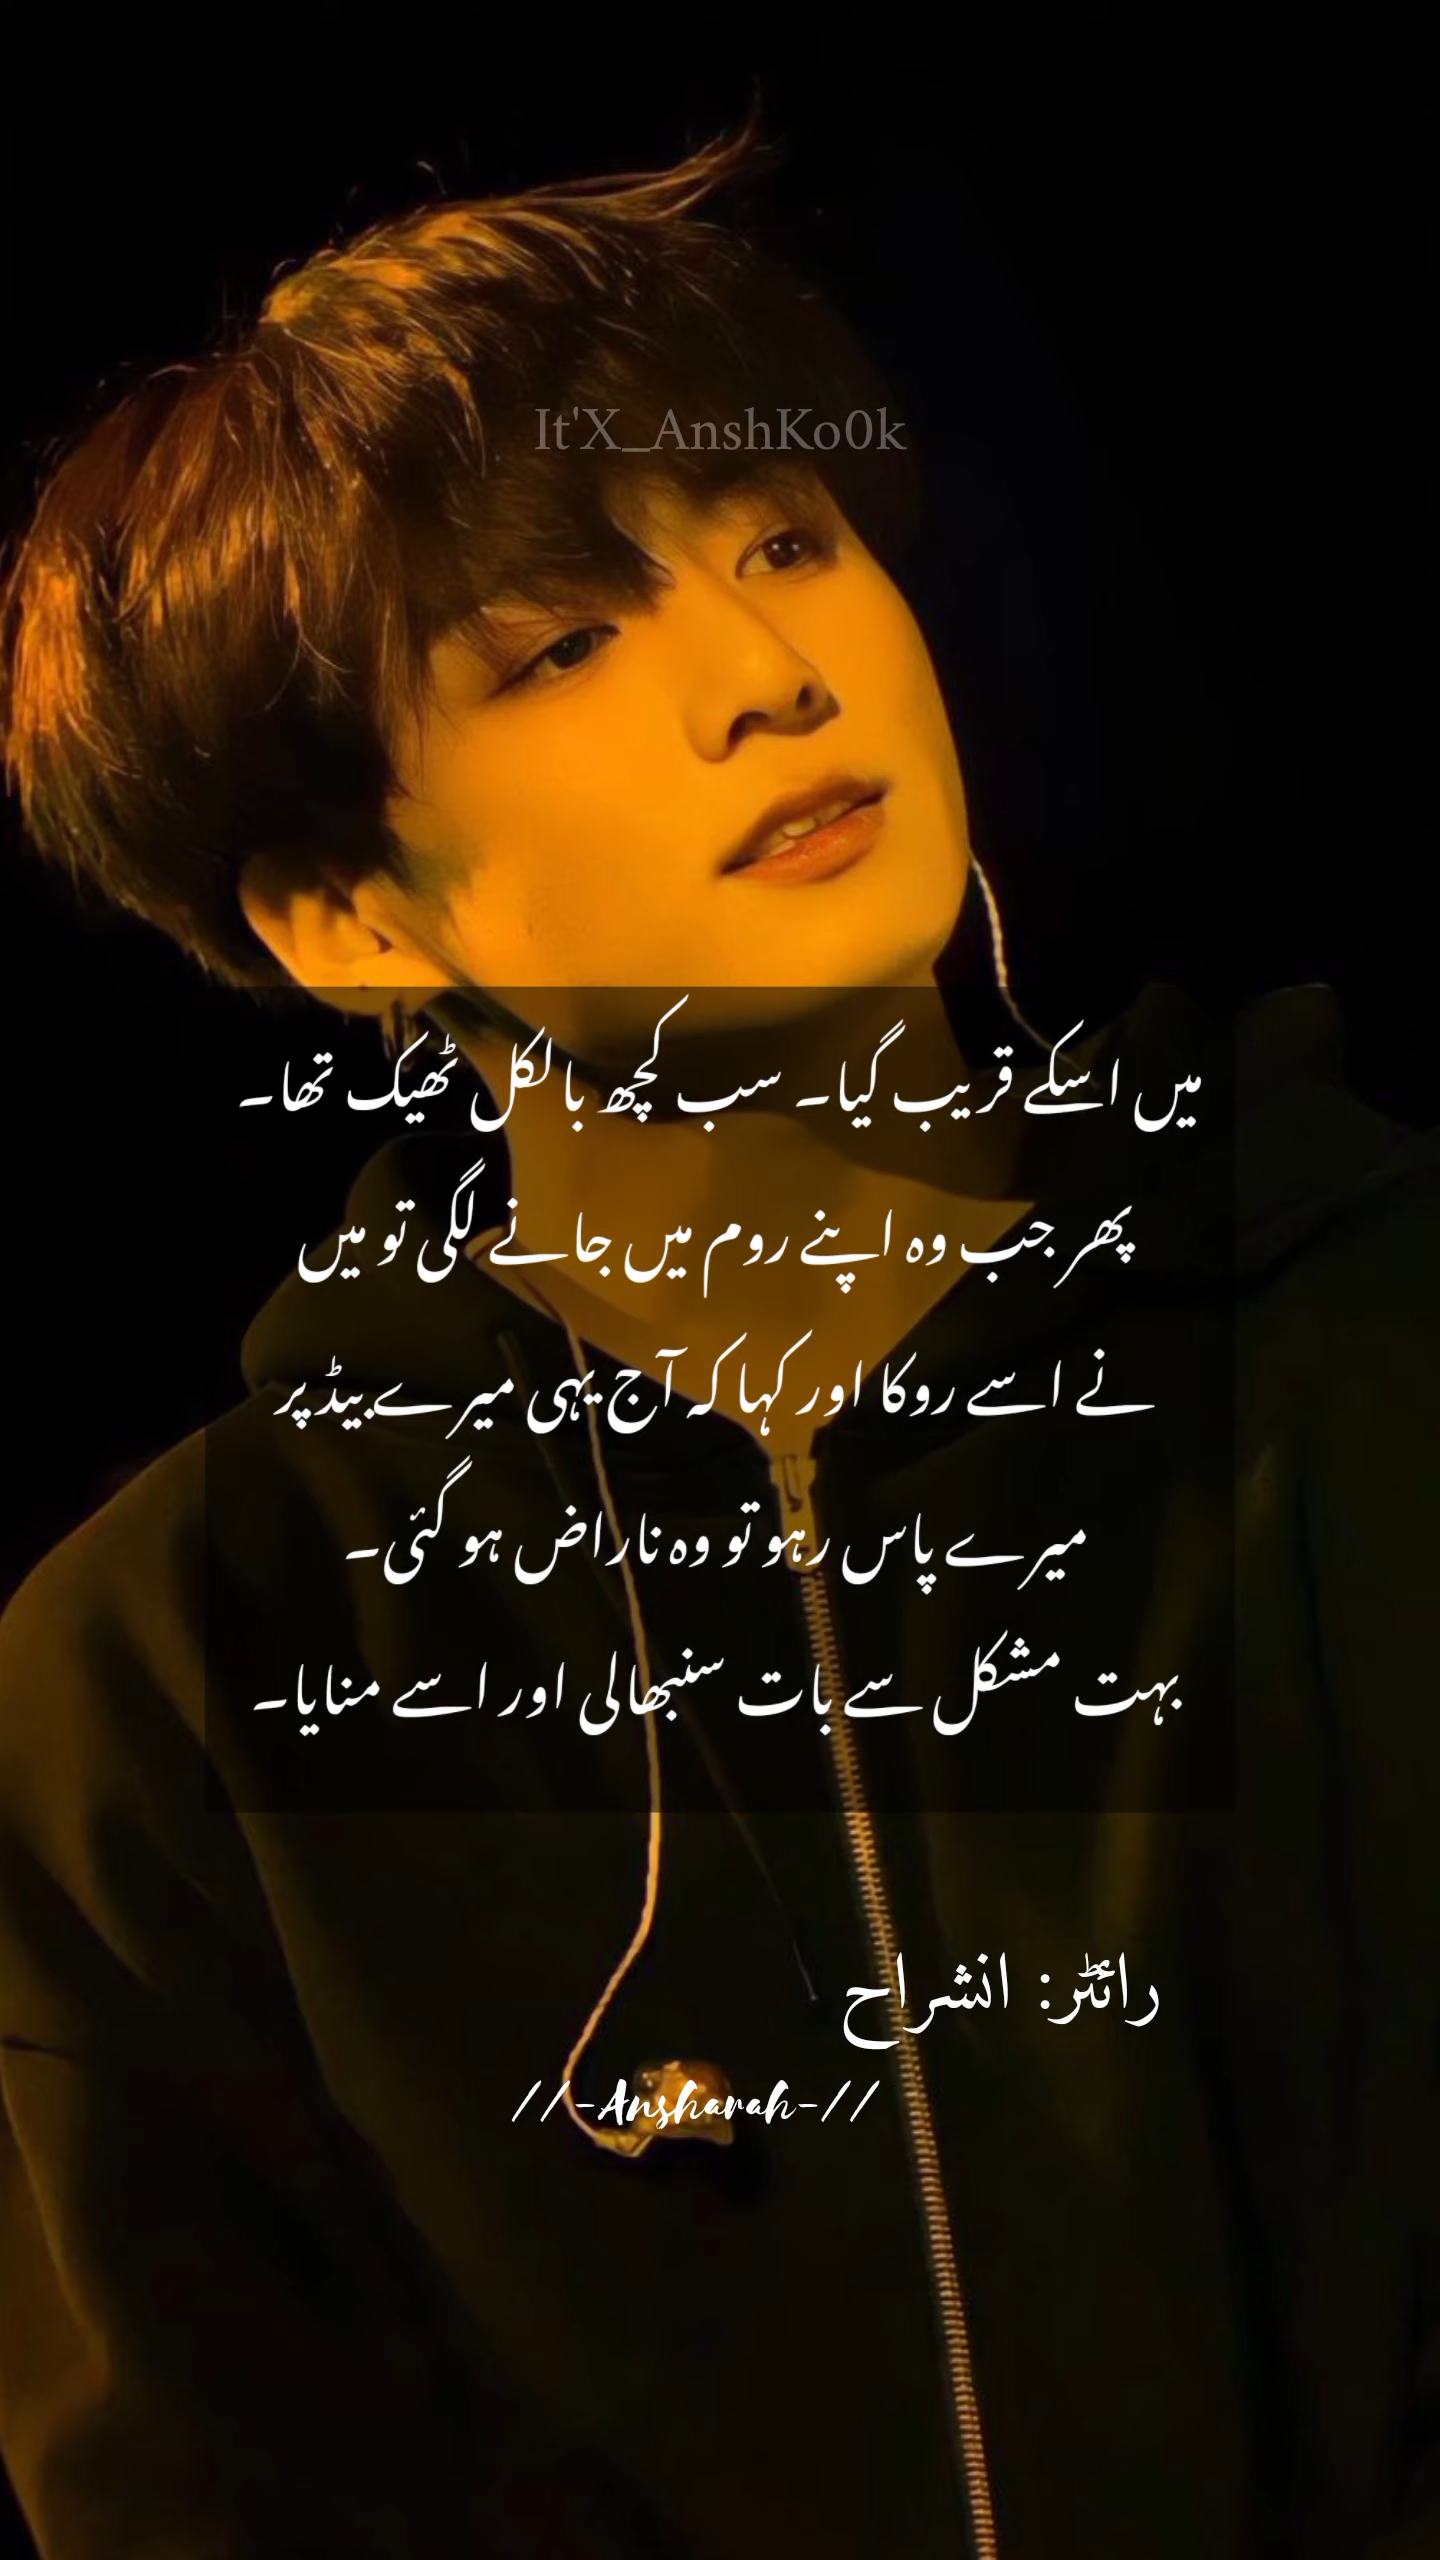 It'X_AnshKo0k
میں اسکے قریب گیا۔ سب کچھ بالکل ٹھیک تھا۔
پھر جب وہ اپنے روم میں جانے لگی تو میں
نے اسے روکا اور کہا کہ آج یہی میرے بیڈ پر
میرے پاس رہو تو وہ ناراض ہو گئی۔
بہت مشکل سے بات سنبھالی اور اسے منایا۔
رائٹر: انشراح
//-Ansharah-//